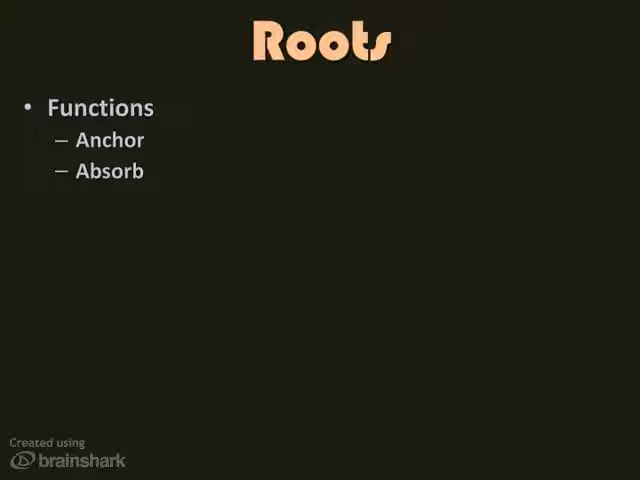 Roots
• Functions
– Anchor
– Absorb
Created using
brainshark